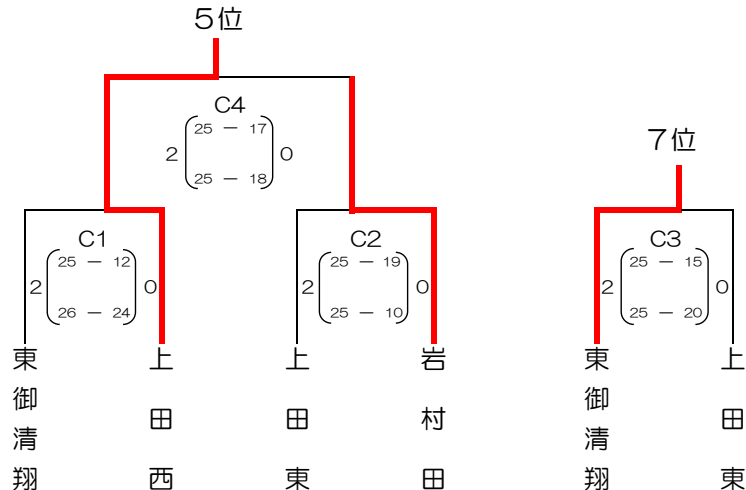 5位
C4
2 25 － 17 0
25 － 18
7位
C1
2 25 － 12 0
26 － 24
C2
2 25 － 19 0
25 － 10
C3
2 25 － 15 0
25 － 20
東御清翔
上田西
上田東
岩村田
東御清翔
上田東